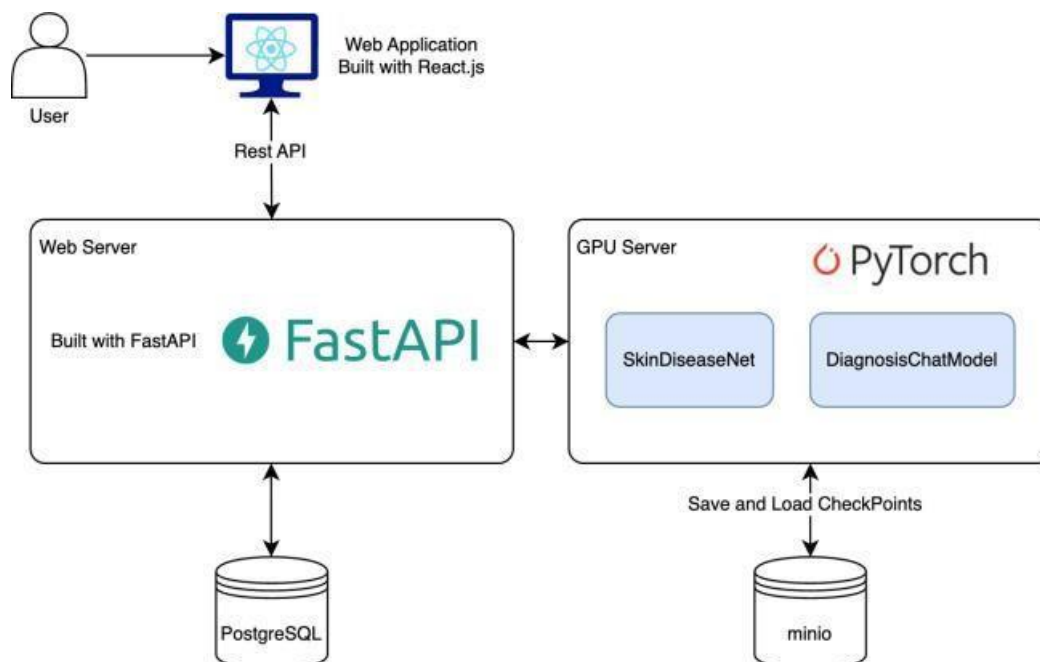 Web Application
Built with React.js
User
Rest API
Web Server
GPU Server
PyTorch
Built with FastAPI
FastAPI
SkinDiseaseNet
DiagnosisChatModel
Save and Load CheckPoints
PostgreSQL
minio